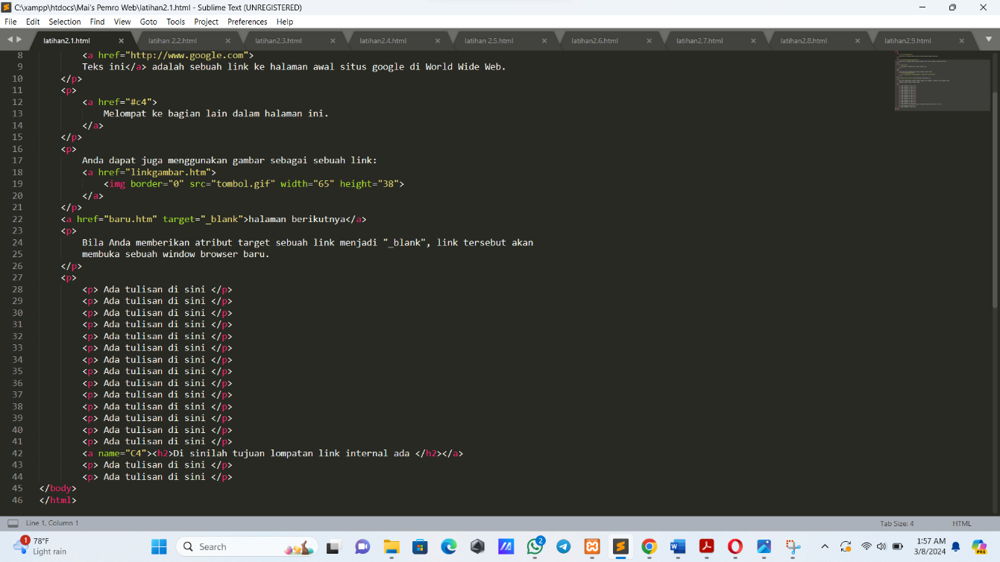 C:\xampp\htdocs\Mai's Pemro Web\latihan2.1.html - Sublime Text (UNREGISTERED)
File Edit Selection Find View Goto Tools Project Preferences Help
latihan2.1.html latihan 2.2.html latihan2.3.html latihan2.4.html latihan 2.5.html latihan2.6.html latihan2.7.html latihan2.8.html latihan2.9.html
8 <a href="http://www.google.com">
9 Teks ini</a> adalah sebuah link ke halaman awal situs google di World Wide Web.
10 </p>
11 <p>
12 <a href="#c4">
13 Melompat ke bagian lain dalam halaman ini.
14 </a>
15 </p>
16 <p>
17 Anda dapat juga menggunakan gambar sebagai sebuah link:
18 <a href="linkgambar.htm">
19 <img border="0" src="tombol.gif" width="65" height="38">
20 </a>
21 </p>
22 <a href="baru.htm" target="_blank">halaman berikutnya</a>
23 <p>
24 Bila Anda memberikan atribut target sebuah link menjadi "_blank", link tersebut akan
25 membuka sebuah window browser baru.
26 </p>
27 <p>
28 <p> Ada tulisan di sini </p>
29 <p> Ada tulisan di sini </p>
30 <p> Ada tulisan di sini </p>
31 <p> Ada tulisan di sini </p>
32 <p> Ada tulisan di sini </p>
33 <p> Ada tulisan di sini </p>
34 <p> Ada tulisan di sini </p>
35 <p> Ada tulisan di sini </p>
36 <p> Ada tulisan di sini </p>
37 <p> Ada tulisan di sini </p>
38 <p> Ada tulisan di sini </p>
39 <p> Ada tulisan di sini </p>
40 <p> Ada tulisan di sini </p>
41 <p> Ada tulisan di sini </p>
42 <a name="C4"><h2>Di sinilah tujuan lompatan link internal ada </h2></a>
43 <p> Ada tulisan di sini </p>
44 <p> Ada tulisan di sini </p>
45 </body>
46 </html>
Line 1, Column 1 Tab Size: 4 HTML
1 78°F
Light rain
Search
2
1:57 AM
3/8/2024
PRE